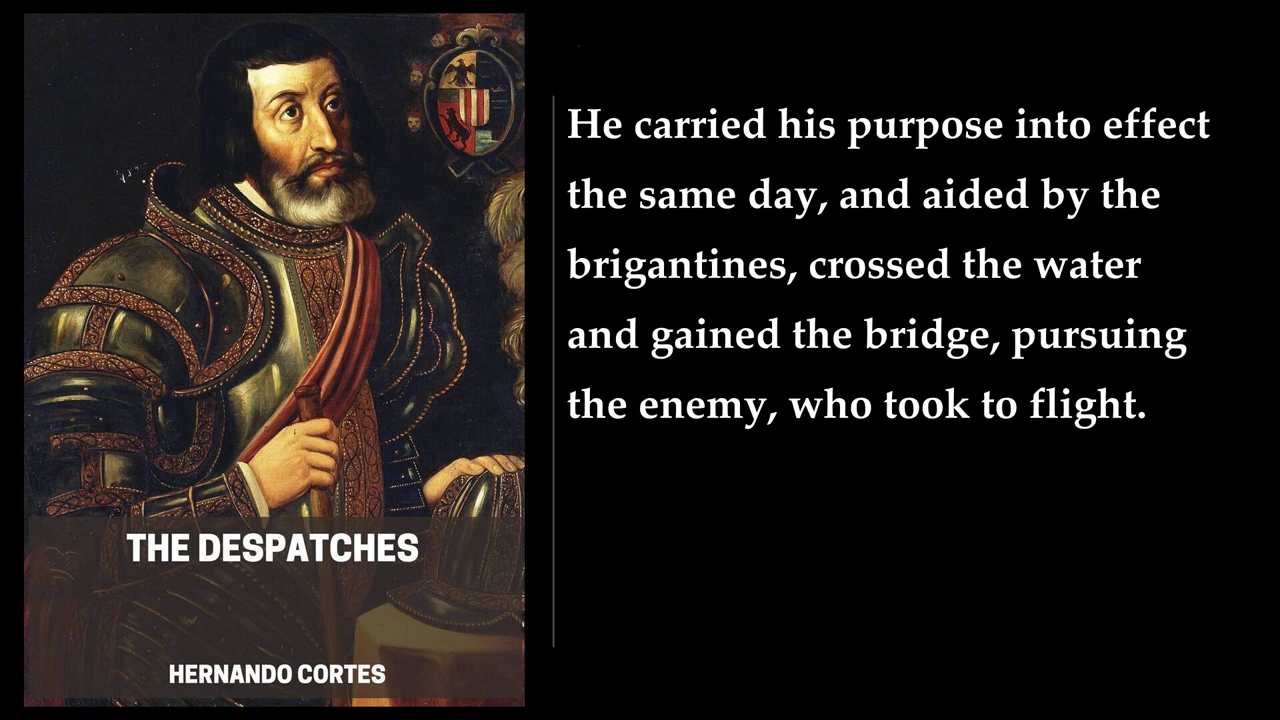 THE DESPATCHES
HERNANDO CORTES
He carried his purpose into effect
the same day, and aided by the
brigantines, crossed the water
and gained the bridge, pursuing
the enemy, who took to flight.